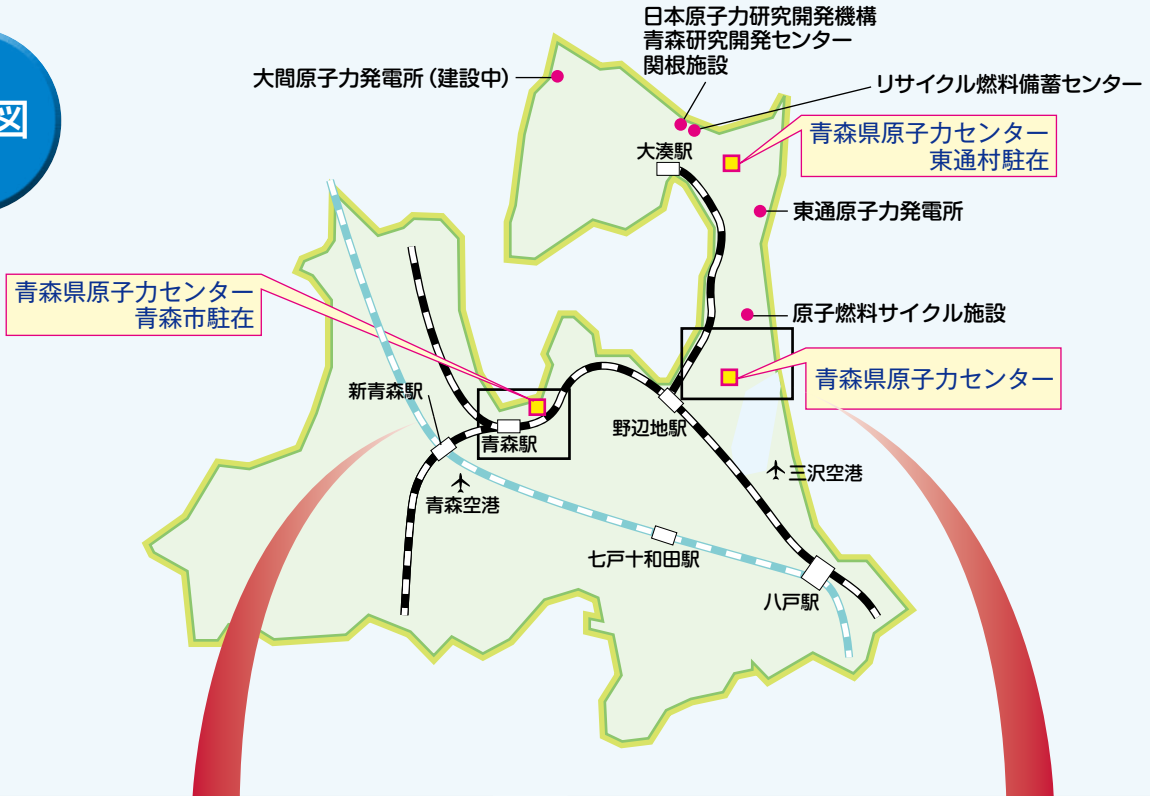 図
日本原子力研究開発機構
青森研究開発センター
関根施設
大間原子力発電所（建設中）
リサイクル燃料備蓄センター
青森県原子力センター
東通村駐在
大湊駅
東通原子力発電所
青森県原子力センター
青森市駐在
原子燃料サイクル施設
青森県原子力センター
新青森駅
青森駅
野辺地駅
三沢空港
青森空港
七戸十和田駅
八戸駅